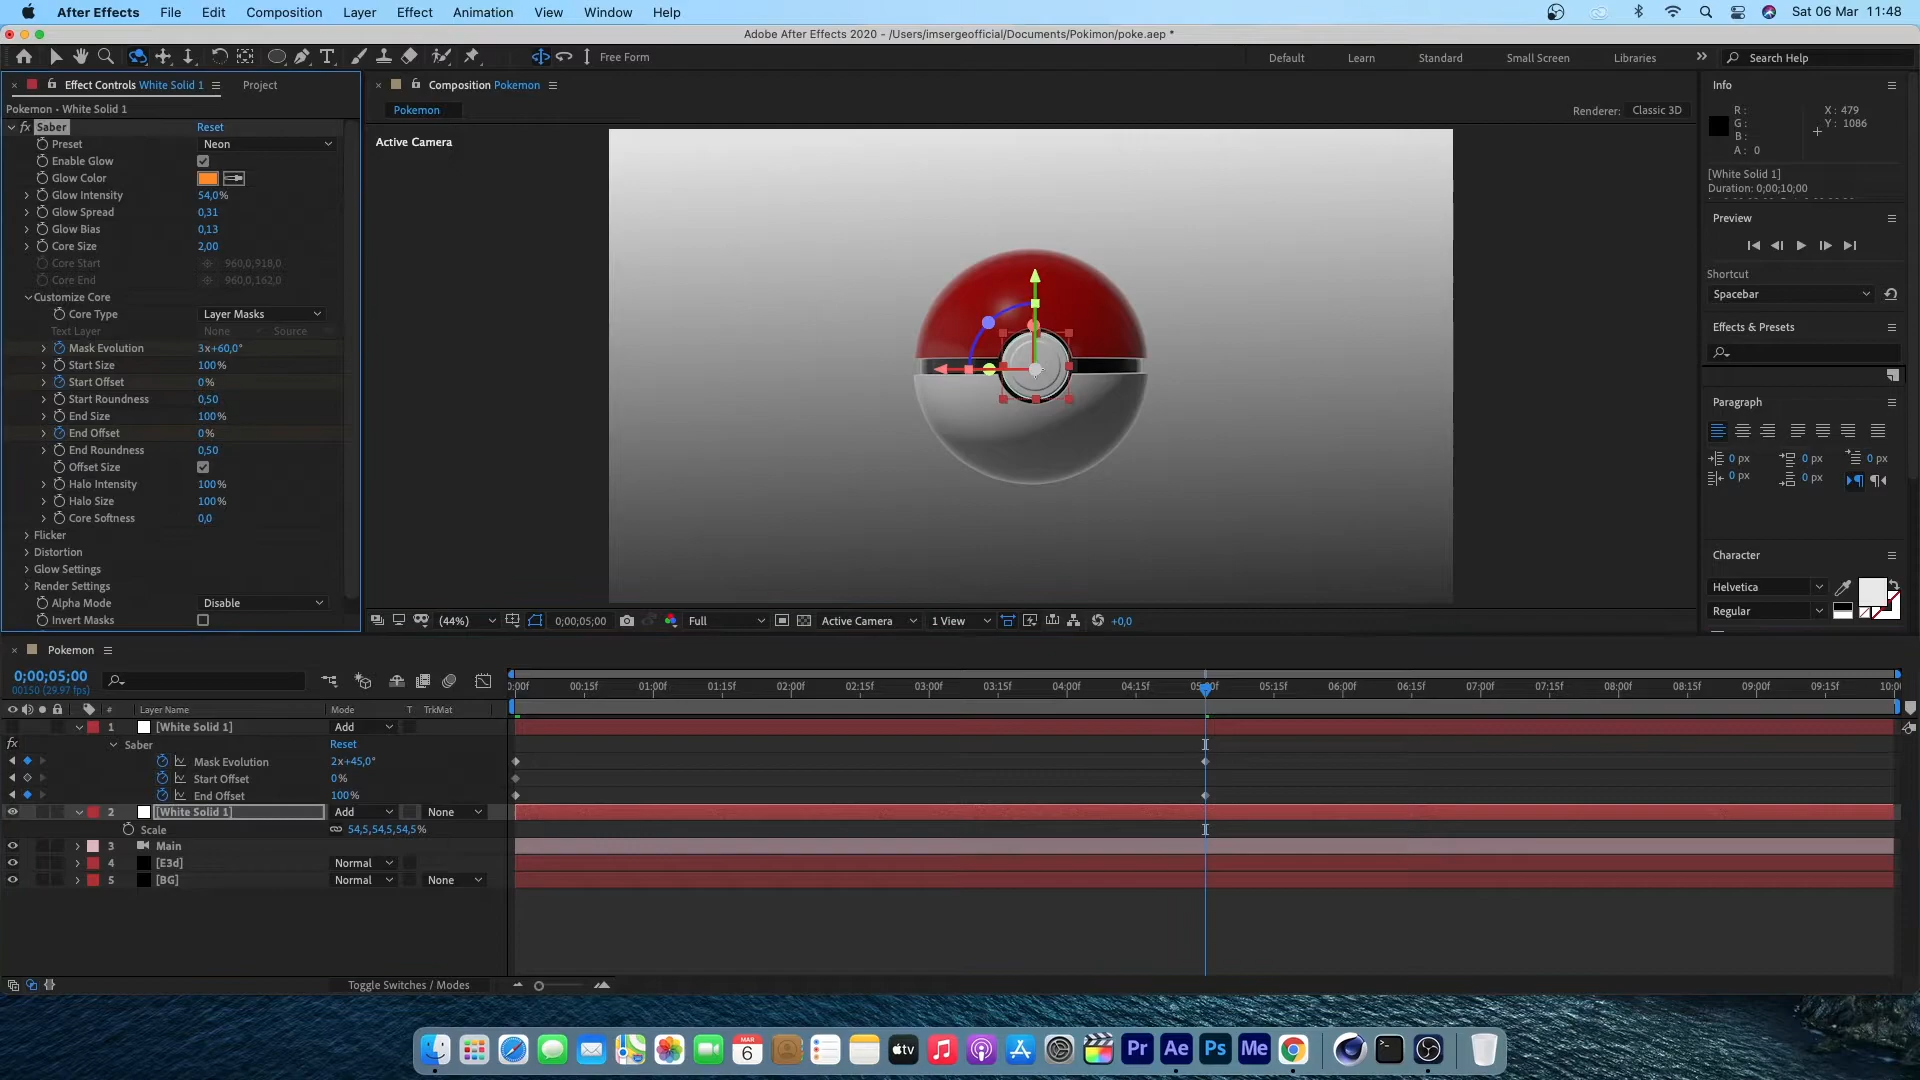 After Effects File Edit Composition Layer Effect Animation View Window Help Sat 06 Mar 11:48
Adobe After Effects 2020 - /Users/imsergeofficial/Documents/Pokimon/poke.aep *
Free Form Default Learn Standard Small Screen Libraries Search Help
Effect Controls White Solid 1 Project
Pokemon • White Solid 1
fx Saber Reset
Preset Neon
Enable Glow
Glow Color
Glow Intensity 54,0%
Glow Spread 0,31
Glow Bias 0,13
Core Size 2,00
Core Start 960,0,918,0
Core End 960,0,162,0
Customize Core
Core Type Layer Masks
Text Layer None Source
Mask Evolution 3x+60,0°
Start Size 100%
Start Offset 0%
Start Roundness 0,50
End Size 100%
End Offset 0%
End Roundness 0,50
Offset Size
Halo Intensity 100%
Halo Size 100%
Core Softness 0,0
Flicker
Distortion
Glow Settings
Render Settings
Alpha Mode Disable
Invert Masks
Composition Pokemon
Pokemon
Renderer: Classic 3D
Active Camera
(44%) 0;00;05;00 Full Active Camera 1 View +0,0
Info
R : X : 479
G : Y : 1086
B :
A : 0
[White Solid 1]
Duration: 0;00;10;00
Preview
Shortcut
Spacebar
Effects & Presets
Paragraph
0 px 0 px 0 px
0 px 0 px
Character
Helvetica
Regular
Pokemon
0;00;05;00
00150 (29.97 fps)
:00f 00:15f 01:00f 01:15f 02:00f 02:15f 03:00f 03:15f 04:00f 04:15f 05:00f 05:15f 06:00f 06:15f 07:00f 07:15f 08:00f 08:15f 09:00f 09:15f 10:0
# Layer Name Mode T TrkMat
1 [White Solid 1] Add
fx Saber Reset
Mask Evolution 2x+45,0°
Start Offset 0%
End Offset 100%
2 [White Solid 1] Add None
Scale 54,5,54,5,54,5%
3 Main
4 [E3d] Normal
5 [BG] Normal None
Toggle Switches / Modes
MAR
6
tv
Pr Ae Ps Me